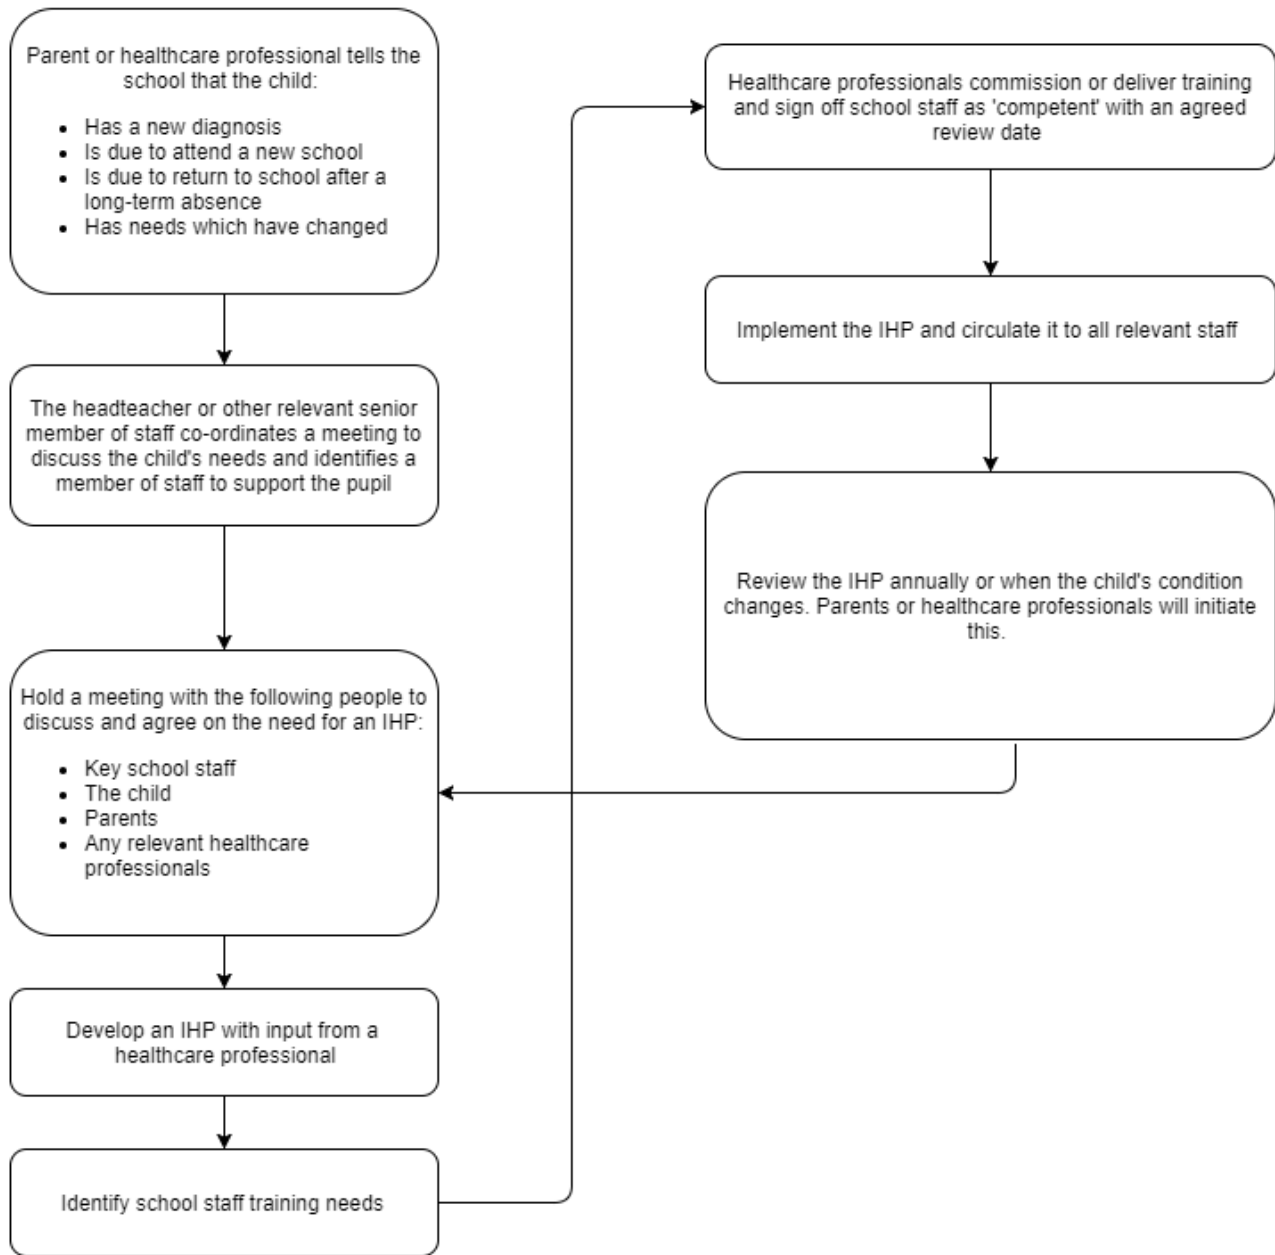 Parent or healthcare professional tells the
school that the child:
• Has a new diagnosis
• Is due to attend a new school
• Is due to return to school after a
long-term absence
• Has needs which have changed
The headteacher or other relevant senior
member of staff co-ordinates a meeting to
discuss the child's needs and identifies a
member of staff to support the pupil
Hold a meeting with the following people to
discuss and agree on the need for an IHP:
• Key school staff
• The child
• Parents
• Any relevant healthcare
professionals
Develop an IHP with input from a
healthcare professional
Identify school staff training needs
Healthcare professionals commission or deliver training
and sign off school staff as 'competent' with an agreed
review date
Implement the IHP and circulate it to all relevant staff
Review the IHP annually or when the child's condition
changes. Parents or healthcare professionals will initiate
this.